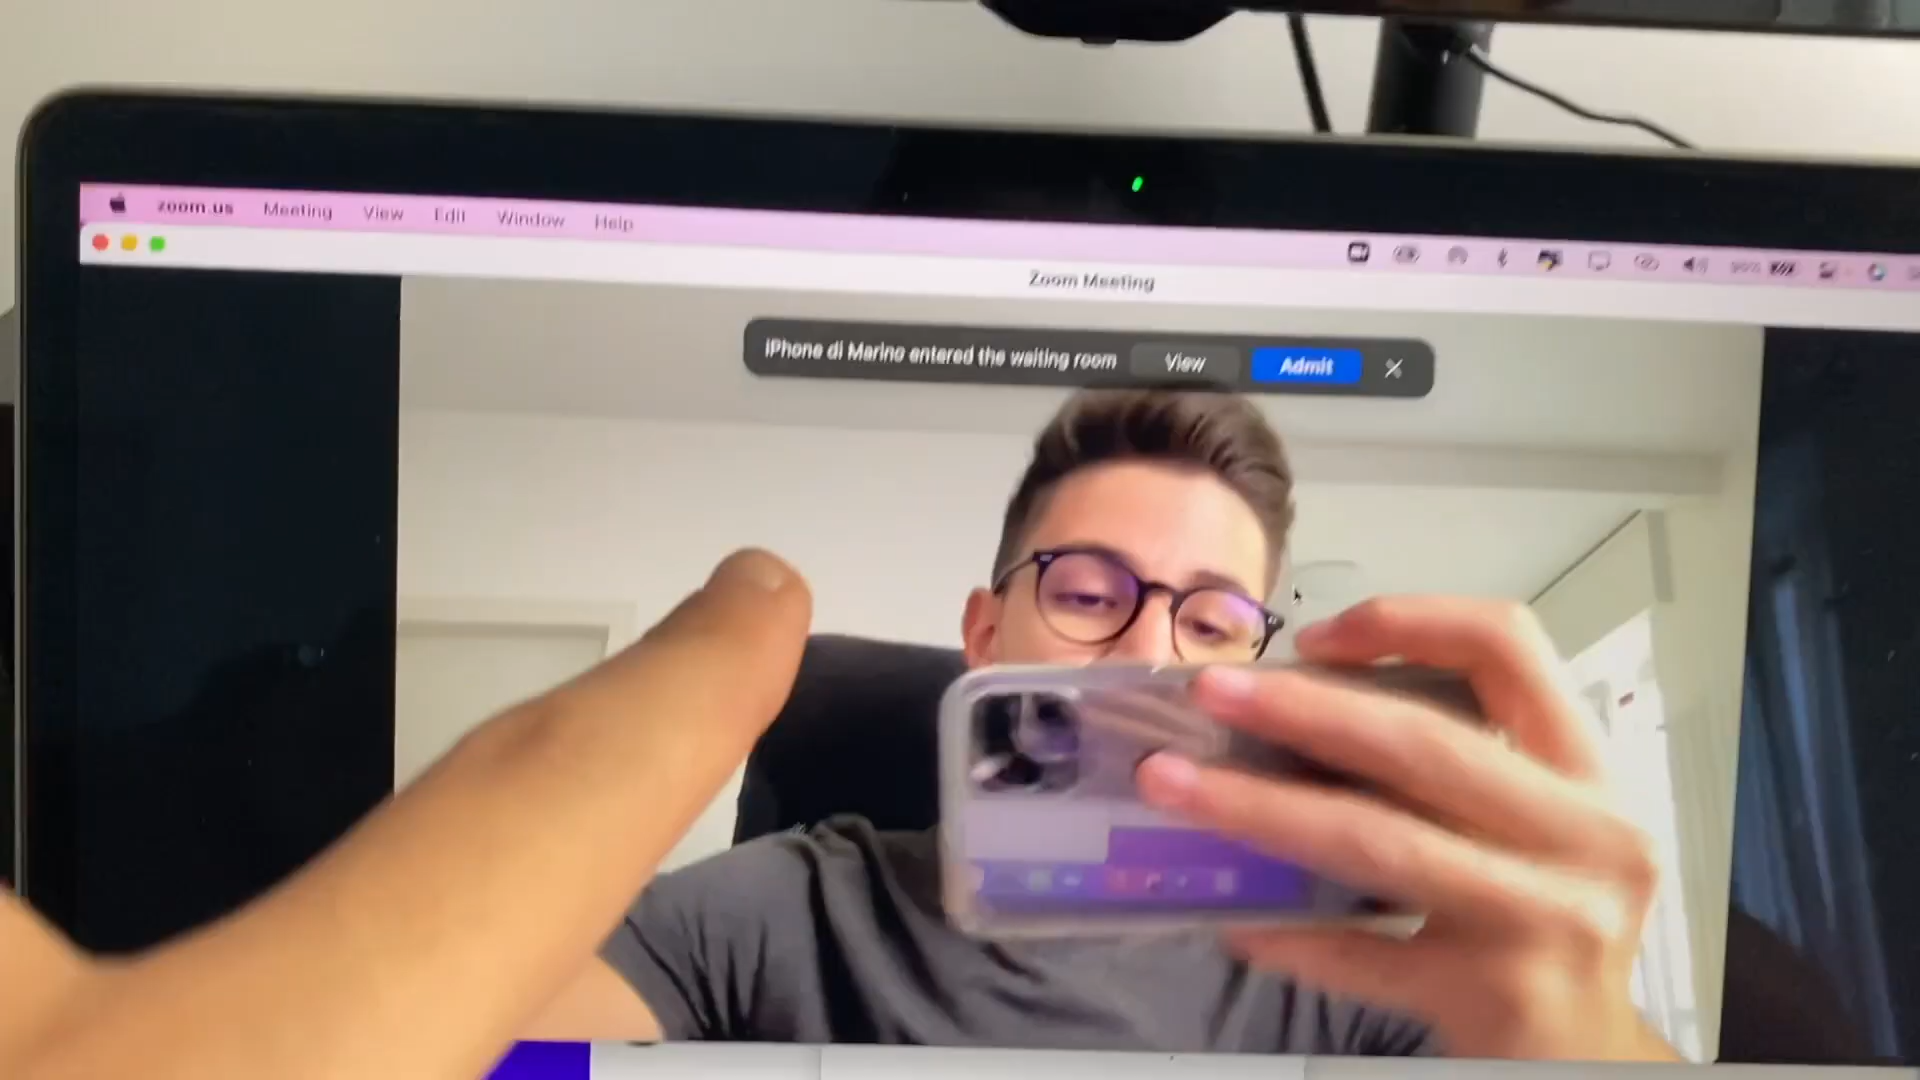 zoom.us Meeting View Edit Window Help
Zoom Meeting
iPhone di Marino entered the waiting room View Admit